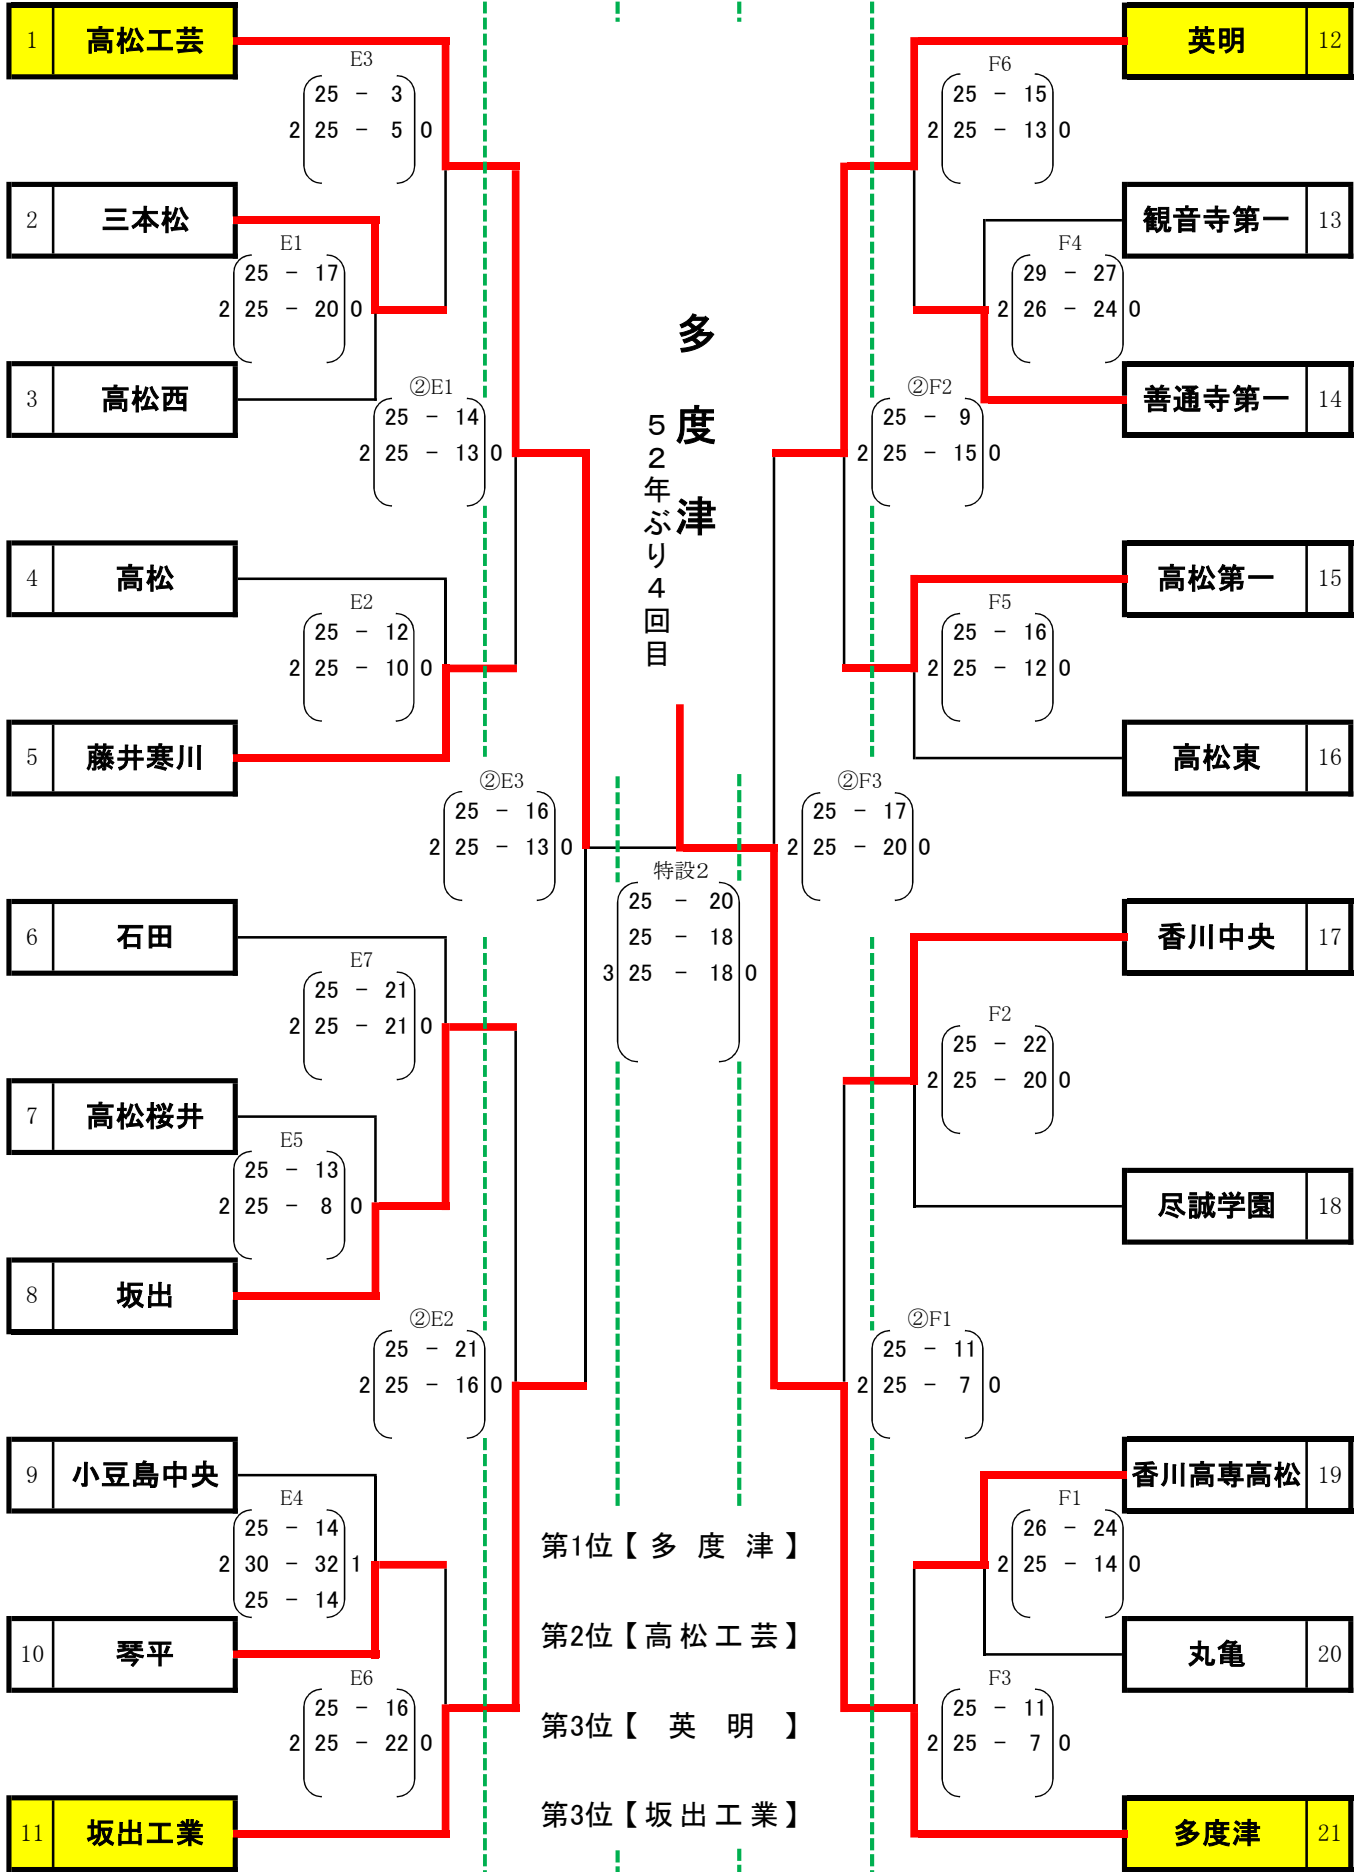 1 高松工芸
E3
25 - 3
2 25 - 5 0
2 三本松
E1
25 - 17
2 25 - 20 0
3 高松西
②E1
25 - 14
2 25 - 13 0
4 高松
E2
25 - 12
2 25 - 10 0
5 藤井寒川
②E3
25 - 16
2 25 - 13 0
6 石田
E7
25 - 21
2 25 - 21 0
7 高松桜井
E5
25 - 13
2 25 - 8 0
8 坂出
②E2
25 - 21
2 25 - 16 0
9 小豆島中央
E4
25 - 14
2 30 - 32 1
25 - 14
10 琴平
E6
25 - 16
2 25 - 22 0
11 坂出工業
多度津
52年ぶり4回目
特設2
25 - 20
25 - 18
3 25 - 18 0
第1位【 多 度 津 】
第2位【高松工芸】
第3位【 英 明 】
第3位【坂出工業】
英明 12
F6
25 - 15
2 25 - 13 0
観音寺第一 13
F4
29 - 27
2 26 - 24 0
善通寺第一 14
②F2
25 - 9
2 25 - 15 0
高松第一 15
F5
25 - 16
2 25 - 12 0
高松東 16
②F3
25 - 17
2 25 - 20 0
香川中央 17
F2
25 - 22
2 25 - 20 0
尽誠学園 18
②F1
25 - 11
2 25 - 7 0
香川高専高松 19
F1
26 - 24
2 25 - 14 0
丸亀 20
F3
25 - 11
2 25 - 7 0
多度津 21